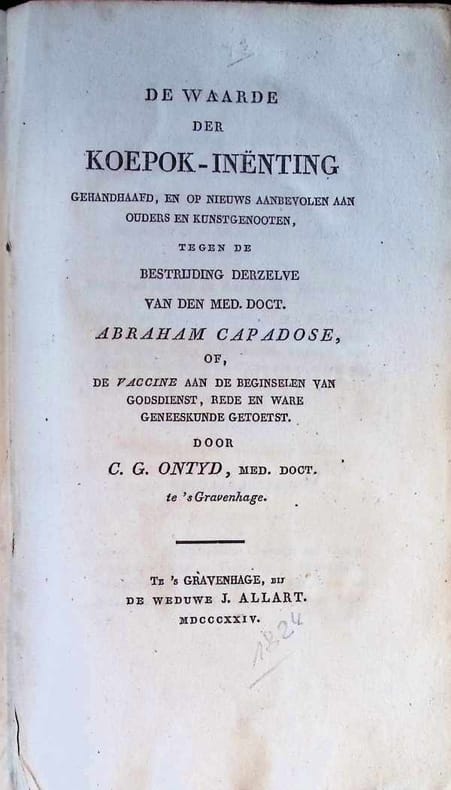 DE WAARDE
DER
KOEPOK-INËNTING
GEHANDHAAFD, EN OP NIEUWS AANBEVOLEN AAN
OUDERS EN KUNSTGENOOTEN,
TEGEN DE
BESTRIJDING DERZELVE
VAN DEN MED. DOCT.
ABRAHAM CAPADOSE,
OF,
DE VACCINE AAN DE BEGINSELEN VAN
GODSDIENST, REDE EN WARE
GENEESKUNDE GETOETST.
DOOR
C. G. ONTYD, MED. DOCT.
te 's Gravenhage.
TE 's GRAVENHAGE, BIJ
DE WEDUWE J. ALLART.
MDCCCXXIV.
1824